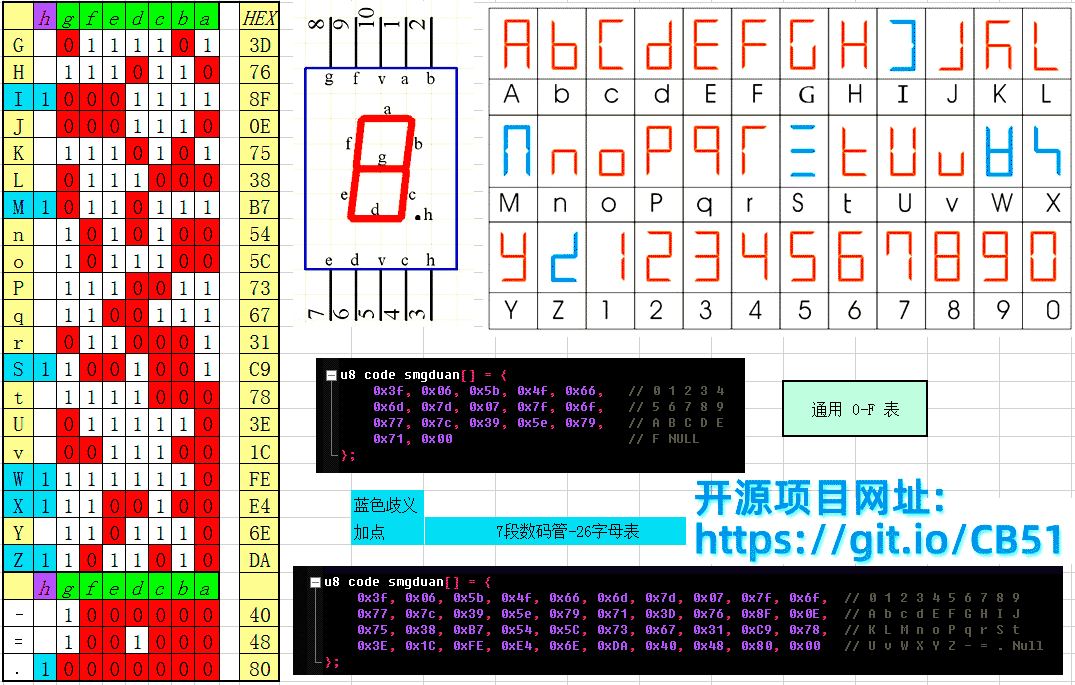 h g f e d c b a HEX
G 0 1 1 1 1 0 1 3D
H 1 1 1 0 1 1 0 76
I 1 0 0 0 1 1 1 1 8F
J 0 0 0 1 1 1 0 0E
K 1 1 1 0 1 0 1 75
L 0 1 1 1 0 0 0 38
M 1 0 1 1 0 1 1 1 B7
n 1 0 1 0 1 0 0 54
o 1 0 1 1 1 0 0 5C
P 1 1 1 0 0 1 1 73
q 1 1 0 0 1 1 1 67
r 0 1 1 0 0 0 1 31
S 1 1 0 0 1 0 0 1 C9
t 1 1 1 1 0 0 0 78
U 0 1 1 1 1 1 0 3E
v 0 0 1 1 1 0 0 1C
W 1 1 1 1 1 1 1 0 FE
X 1 1 1 0 0 1 0 0 E4
Y 1 1 0 1 1 1 0 6E
Z 1 1 0 1 1 0 1 0 DA
h g f e d c b a
- 1 0 0 0 0 0 0 40
= 1 0 0 1 0 0 0 48
. 1 0 0 0 0 0 0 0 80
8 9 10 1 2
g f v a b
a
f b
g
e c
d .h
e d v c h
7 6 5 4 3
A b C d E F G H I J K L
A b c d E F G H I J K L
M n o P q r S t U v W X
M n o P q r S t U v W X
Y Z 1 2 3 4 5 6 7 8 9 0
Y Z 1 2 3 4 5 6 7 8 9 0
u8 code smgduan[] = {
0x3f, 0x06, 0x5b, 0x4f, 0x66, // 0 1 2 3 4
0x6d, 0x7d, 0x07, 0x7f, 0x6f, // 5 6 7 8 9
0x77, 0x7c, 0x39, 0x5e, 0x79, // A B C D E
0x71, 0x00 // F NULL
};
通用 0-F 表
蓝色歧义
加点 7段数码管-26字母表
开源项目网址:
https://git.io/CB51
u8 code smgduan[] = {
0x3f, 0x06, 0x5b, 0x4f, 0x66, 0x6d, 0x7d, 0x07, 0x7f, 0x6f, // 0 1 2 3 4 5 6 7 8 9
0x77, 0x7c, 0x39, 0x5e, 0x79, 0x71, 0x3D, 0x76, 0x8F, 0x0E, // A b c d E F G H I J
0x75, 0x38, 0xB7, 0x54, 0x5C, 0x73, 0x67, 0x31, 0xC9, 0x78, // K L M n o P q r S t
0x3E, 0x1C, 0xFE, 0xE4, 0x6E, 0xDA, 0x40, 0x48, 0x80, 0x00 // U v W X Y Z - = . Null
};